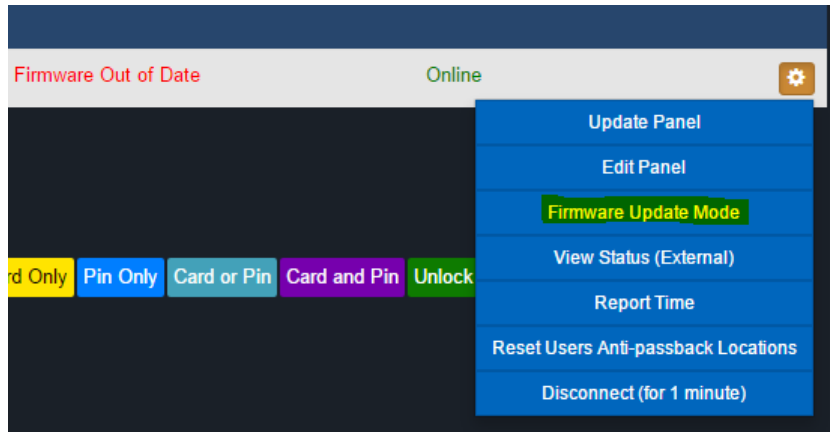 Firmware Out of Date Online
Update Panel
Edit Panel
Firmware Update Mode
View Status (External)
rd Only Pin Only Card or Pin Card and Pin Unlock
Report Time
Reset Users Anti-passback Locations
Disconnect (for 1 minute)